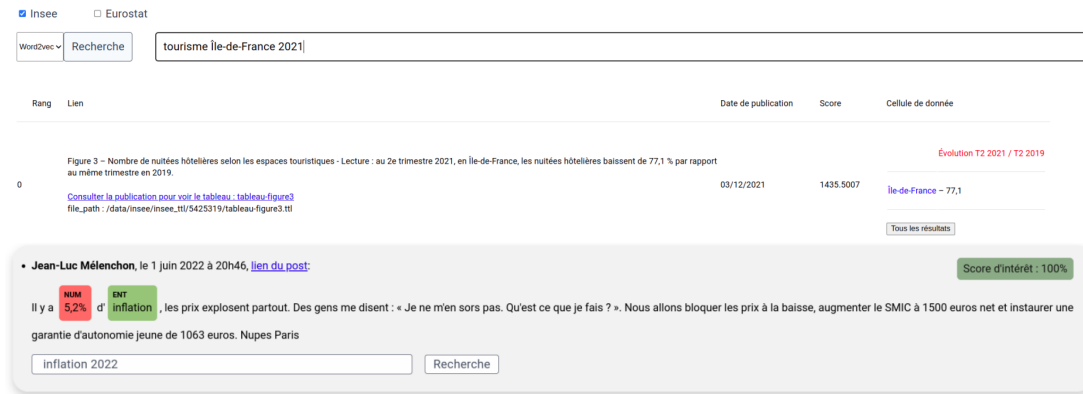 Insee Eurostat
Word2vec Recherche tourisme Île-de-France 2021
Rang Lien Date de publication Score Cellule de donnée
Figure 3 – Nombre de nuitées hôtelières selon les espaces touristiques - Lecture : au 2e trimestre 2021, en Île-de-France, les nuitées hôtelières baissent de 77,1 % par rapport
au même trimestre en 2019.
Évolution T2 2021 / T2 2019
0 Consulter la publication pour voir le tableau : tableau-figure3 03/12/2021 1435.5007 Île-de-France – 77,1
file_path : /data/insee/insee_ttl/5425319/tableau-figure3.ttl
Tous les résultats
• Jean-Luc Mélenchon, le 1 juin 2022 à 20h46, lien du post:
Score d'intérêt : 100%
NUM ENT
Il y a 5,2% d' inflation , les prix explosent partout. Des gens me disent : « Je ne m'en sors pas. Qu'est ce que je fais ? ». Nous allons bloquer les prix à la baisse, augmenter le SMIC à 1500 euros net et instaurer une
garantie d'autonomie jeune de 1063 euros. Nupes Paris
inflation 2022 Recherche